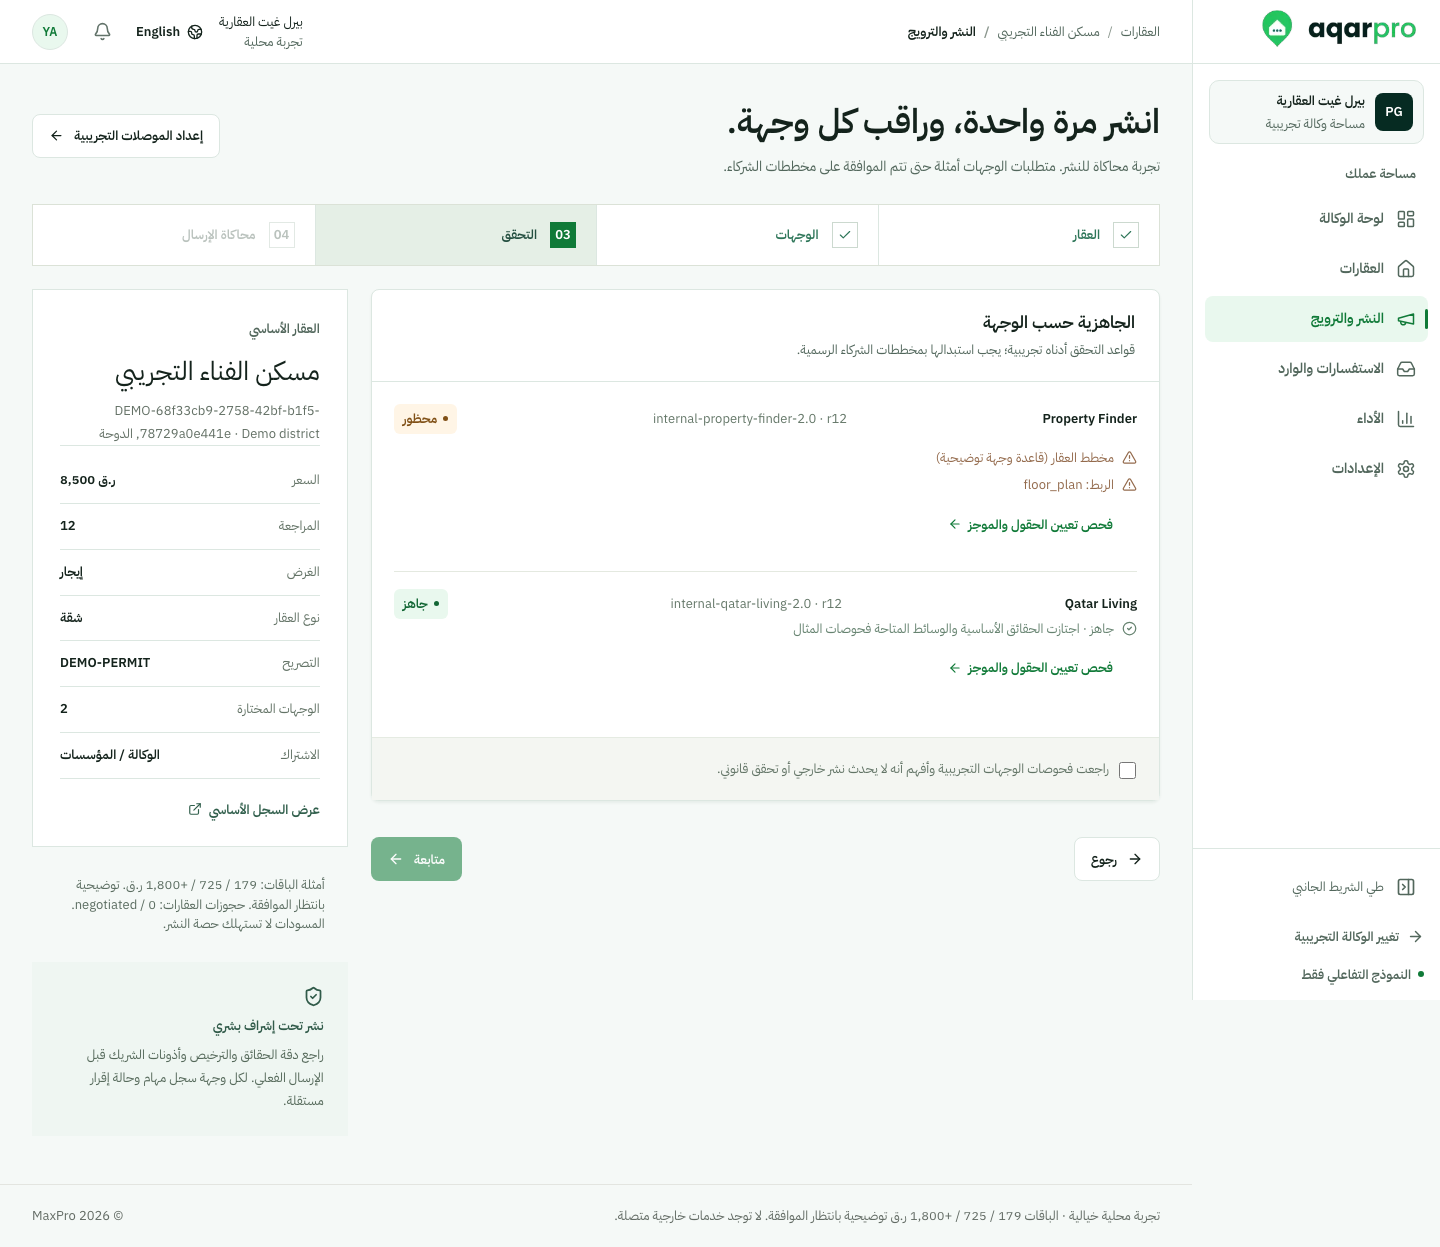 aqarpro
العقارات / مسكن الفناء التجريبي / النشر والترويج
بيرل غيت العقارية
تجربة محلية
English
YA
PG
بيرل غيت العقارية
مساحة وكالة تجريبية
مساحة عملك
لوحة الوكالة
العقارات
النشر والترويج
الاستفسارات والوارد
الأداء
الإعدادات
طي الشريط الجانبي
تغيير الوكالة التجريبية
النموذج التفاعلي فقط
انشر مرة واحدة، وراقب كل وجهة.
تجربة محاكاة للنشر. متطلبات الوجهات أمثلة حتى تتم الموافقة على مخططات الشركاء.
إعداد الموصلات التجريبية
العقار
الوجهات
03 التحقق
04 محاكاة الإرسال
الجاهزية حسب الوجهة
قواعد التحقق أدناه تجريبية؛ يجب استبدالها بمخططات الشركاء الرسمية.
Property Finder
internal-property-finder-2.0 · r12
محظور
مخطط العقار (قاعدة وجهة توضيحية)
الربط: floor_plan
فحص تعيين الحقول والموجز
Qatar Living
internal-qatar-living-2.0 · r12
جاهز
جاهز · اجتازت الحقائق الأساسية والوسائط المتاحة فحوصات المثال
فحص تعيين الحقول والموجز
راجعت فحوصات الوجهات التجريبية وأفهم أنه لا يحدث نشر خارجي أو تحقق قانوني.
رجوع
متابعة
العقار الأساسي
مسكن الفناء التجريبي
DEMO-68f33cb9-2758-42bf-b1f5-
78729a0e441e · Demo district, الدوحة
السعر
ر.ق 8,500
المراجعة
12
الغرض
إيجار
نوع العقار
شقة
التصريح
DEMO-PERMIT
الوجهات المختارة
2
الاشتراك
الوكالة / المؤسسات
عرض السجل الأساسي
أمثلة الباقات: 179 / 725 / +1,800 ر.ق. توضيحية
بانتظار الموافقة. حجوزات العقارات: 0 / negotiated.
المسودات لا تستهلك حصة النشر.
نشر تحت إشراف بشري
راجع دقة الحقائق والترخيص وأذونات الشريك قبل
الإرسال الفعلي. لكل وجهة سجل مهام وحالة إقرار
مستقلة.
تجربة محلية خيالية · الباقات 179 / 725 / +1,800 ر.ق توضيحية بانتظار الموافقة. لا توجد خدمات خارجية متصلة.
© 2026 MaxPro